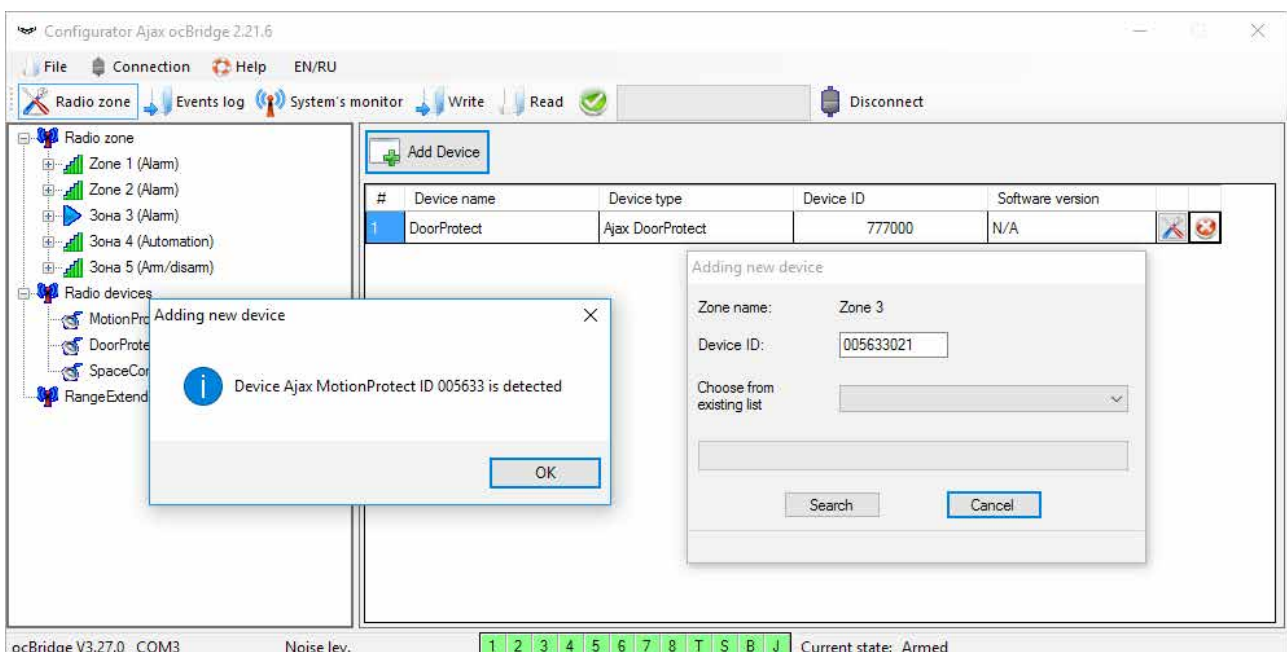 Configurator Ajax ocBridge 2.21.6
File Connection Help EN/RU
Radio zone Events log System's monitor Write Read Disconnect
Radio zone
Zone 1 (Alarm)
Zone 2 (Alarm)
Зона 3 (Alarm)
Зона 4 (Automation)
Зона 5 (Arm/disarm)
Radio devices
MotionPro
DoorProte
SpaceCor
RangeExtend
Add Device
# Device name Device type Device ID Software version
1 DoorProtect Ajax DoorProtect 777000 N/A
Adding new device
Device Ajax MotionProtect ID 005633 is detected
OK
Adding new device
Zone name: Zone 3
Device ID: 005633021
Choose from
existing list
Search Cancel
ocBridge V3.27.0 COM3 Noise lev. 1 2 3 4 5 6 7 8 T S B J Current state: Armed